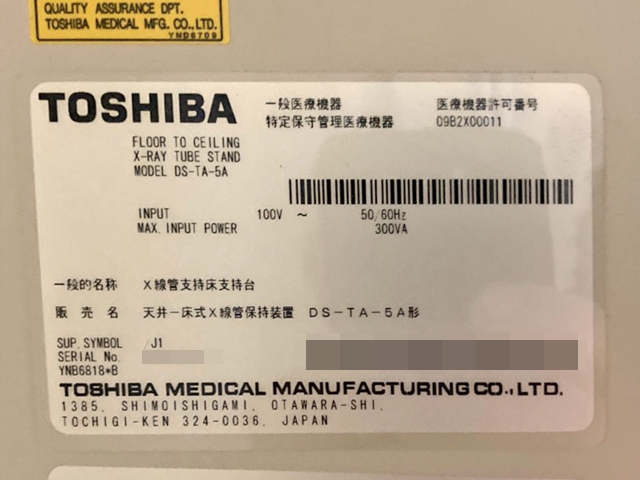 QUALITY ASSURANCE DPT.
TOSHIBA MEDICAL MFG. CO., LTD.
YND6709
TOSHIBA
一般医療機器
医療機器許可番号
特定保守管理医療機器
09B2X00011
FLOOR TO CEILING
X-RAY TUBE STAND
MODEL DS-TA-5A
INPUT 100V ~ 50/60Hz
MAX. INPUT POWER 300VA
一般的名称 X線管支持床支持台
販売名 天井一床式X線管保持装置 DS-TA-5A形
SUP. SYMBOL J1
SERIAL No.
YNB6818*B
TOSHIBA MEDICAL MANUFACTURING CO., LTD.
1385, SHIMOISHIGAMI, OTAWARA-SHI,
TOCHIGI-KEN 324-0036, JAPAN